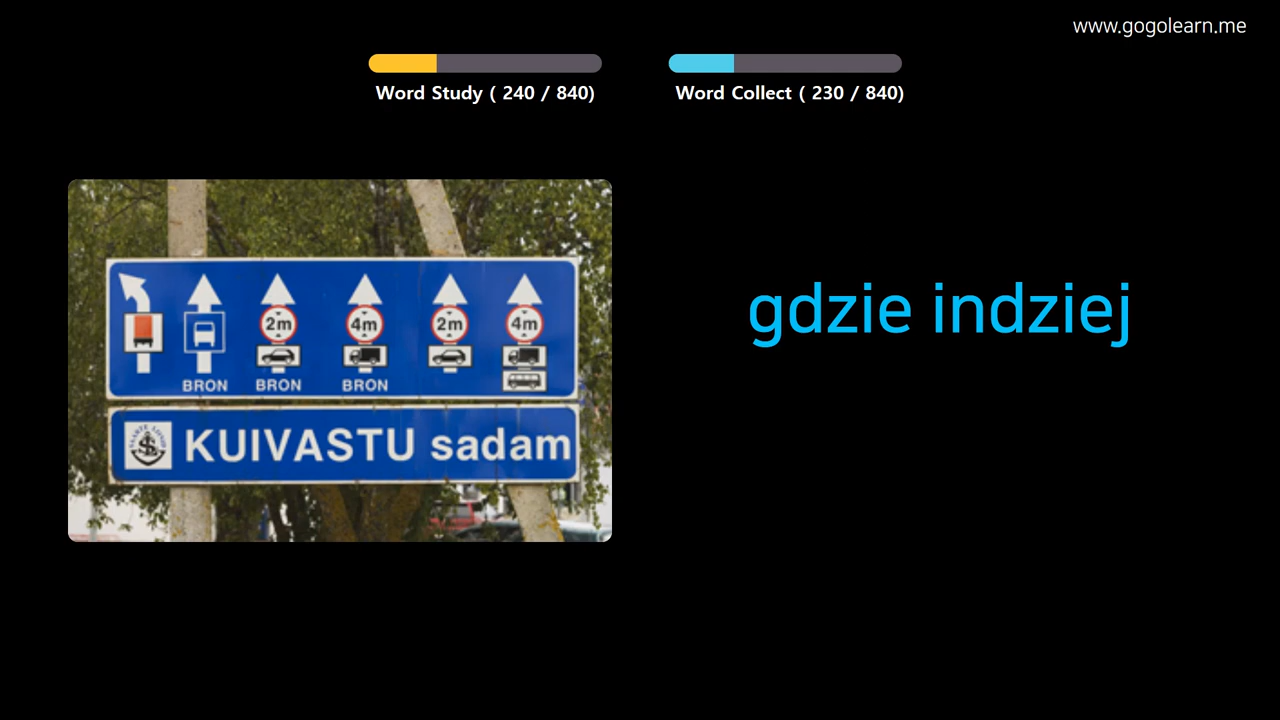 www.gogolearn.me
Word Study ( 240 / 840)
Word Collect ( 230 / 840)
2m 4m 2m 4m
BRON BRON BRON
KUIVASTU sadam
gdzie indziej